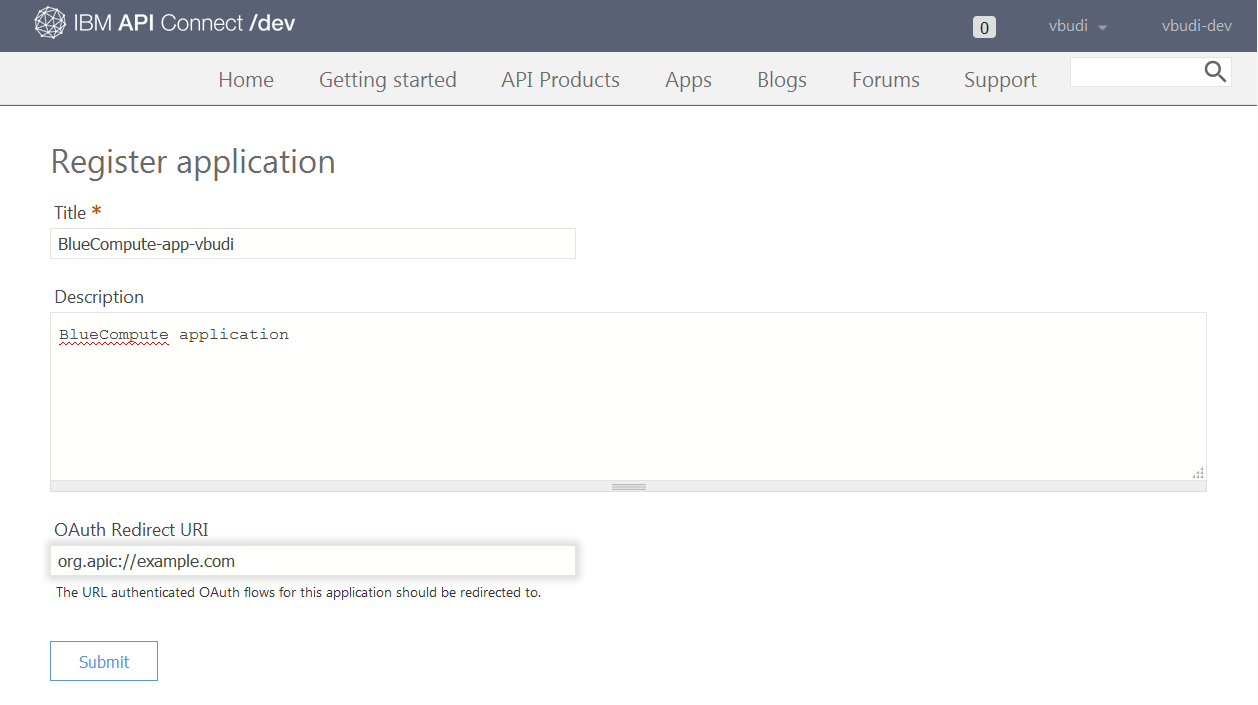 IBM API Connect /dev
0
vbudi
vbudi-dev
Home
Getting started
API Products
Apps
Blogs
Forums
Support
Register application
Title *
BlueCompute-app-vbudi
Description
BlueCompute application
OAuth Redirect URI
org.apic://example.com
The URL authenticated OAuth flows for this application should be redirected to.
Submit